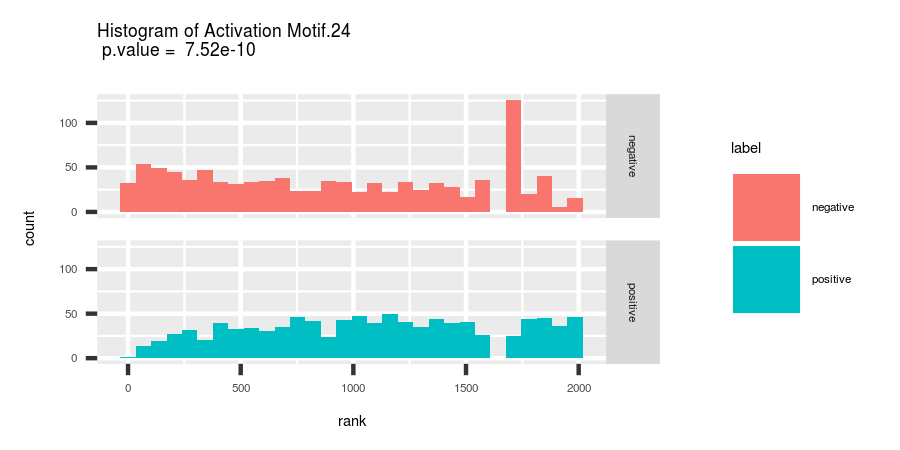 Histogram of Activation Motif.24
p.value = 7.52e-10
count
100
50
0
negative
100
50
0
positive
0 500 1000 1500 2000
rank
label
negative
positive